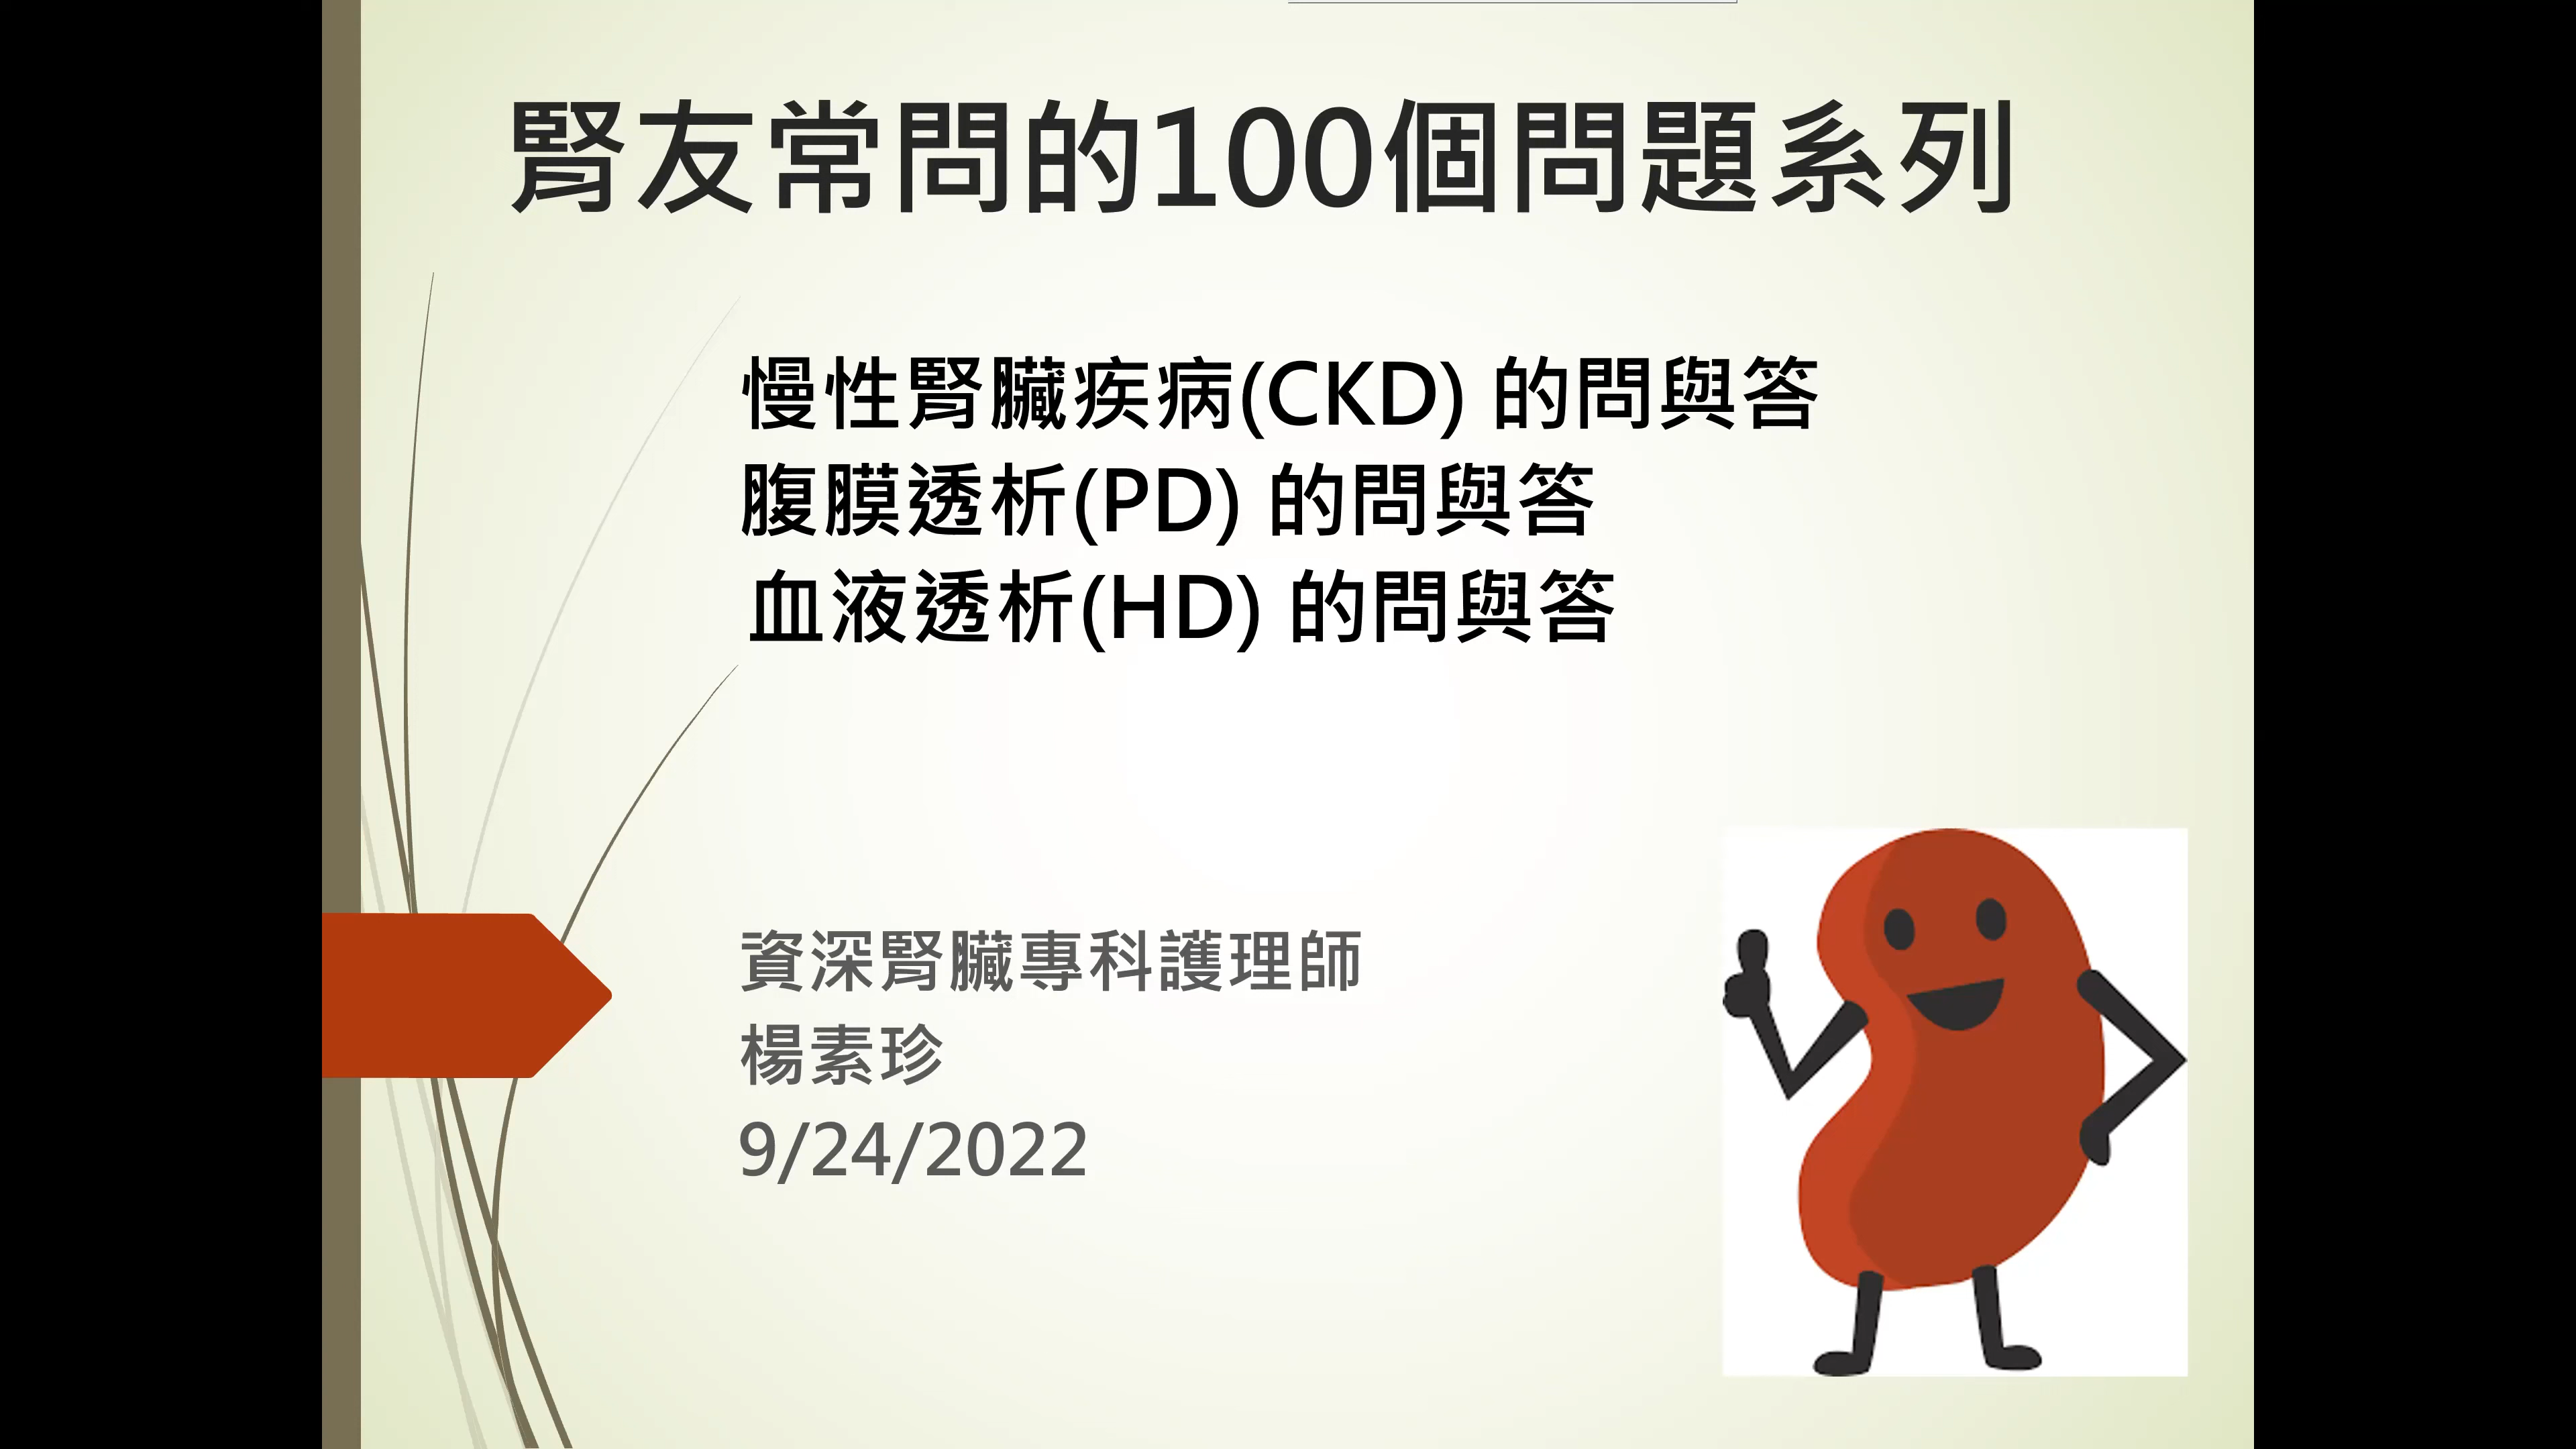 腎友常問的100個問題系列
慢性腎臟疾病(CKD) 的問與答
腹膜透析(PD) 的問與答
血液透析(HD) 的問與答
資深腎臟專科護理師
楊素珍
9/24/2022